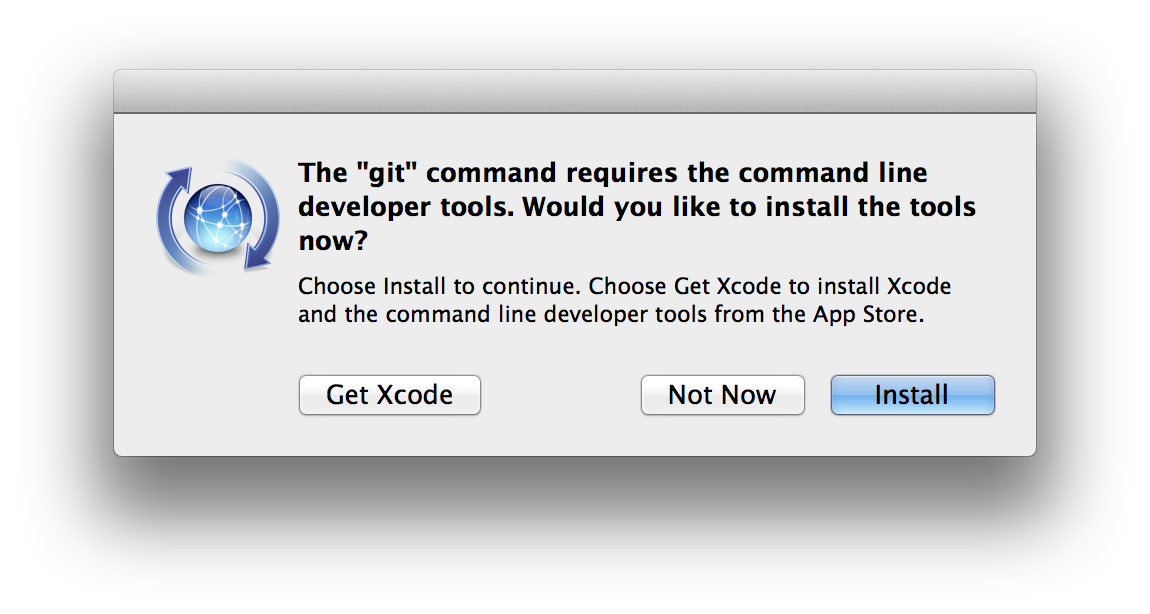 The "git" command requires the command line
developer tools. Would you like to install the tools
now?
Choose Install to continue. Choose Get Xcode to install Xcode
and the command line developer tools from the App Store.
Get Xcode
Not Now
Install